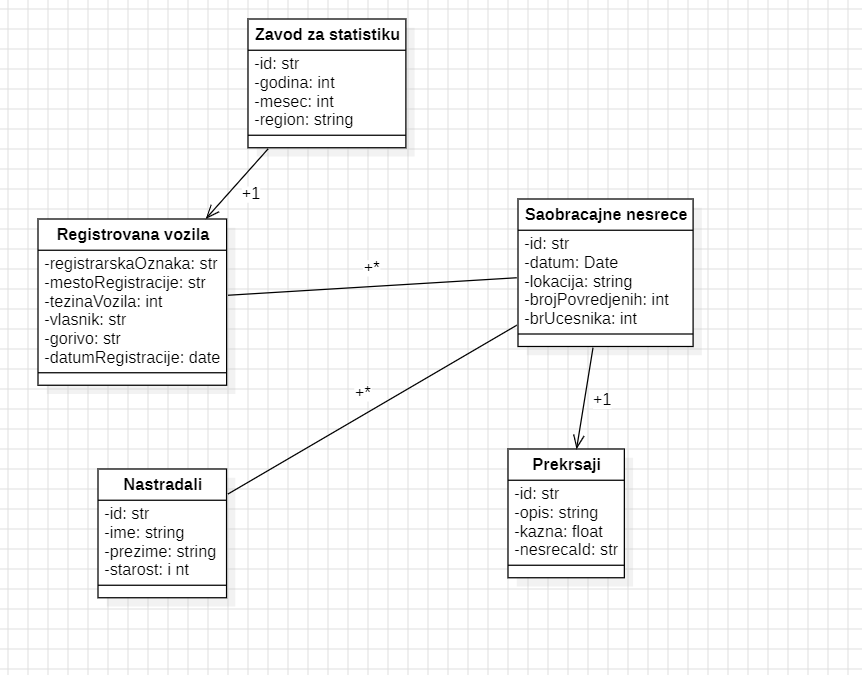 Zavod za statistiku
-id: str
-godina: int
-mesec: int
-region: string
+1
Registrovana vozila
-registrarskaOznaka: str
-mestoRegistracije: str
-tezinaVozila: int
-vlasnik: str
-gorivo: str
-datumRegistracije: date
+*
Saobracajne nesrece
-id: str
-datum: Date
-lokacija: string
-brojPovredjenih: int
-brUcesnika: int
+*
+1
Nastradali
-id: str
-ime: string
-prezime: string
-starost: i nt
Prekrsaji
-id: str
-opis: string
-kazna: float
-nesrecaId: str